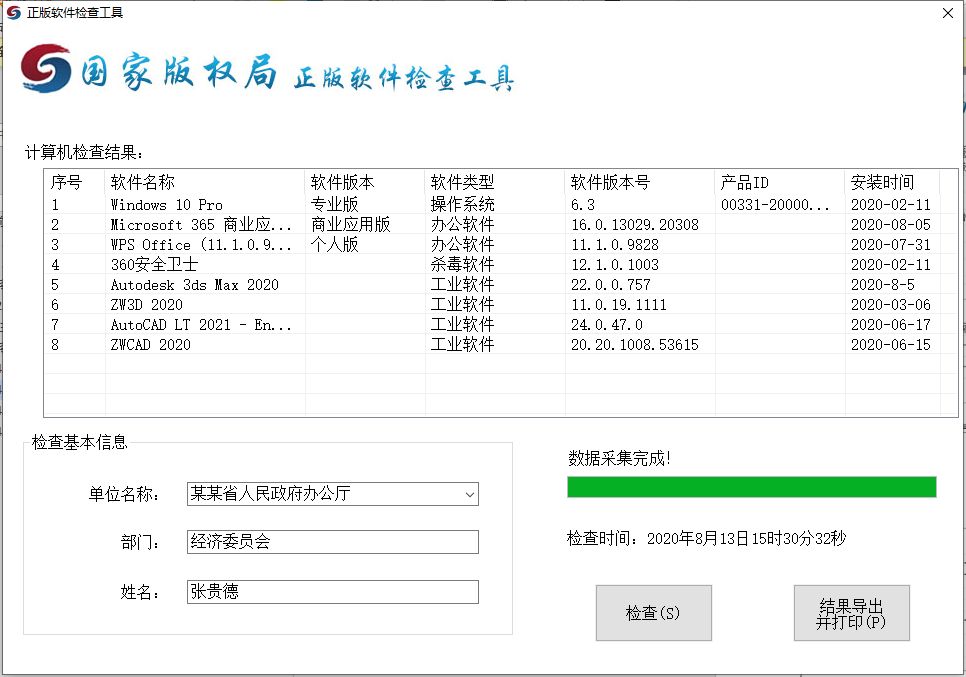 正版软件检查工具
国家版权局 正版软件检查工具
计算机检查结果:
序号 软件名称 软件版本 软件类型 软件版本号 产品ID 安装时间
1 Windows 10 Pro 专业版 操作系统 6.3 00331-20000... 2020-02-11
2 Microsoft 365 商业应... 商业应用版 办公软件 16.0.13029.20308 2020-08-05
3 WPS Office (11.1.0.9... 个人版 办公软件 11.1.0.9828 2020-07-31
4 360安全卫士 杀毒软件 12.1.0.1003 2020-02-11
5 Autodesk 3ds Max 2020 工业软件 22.0.0.757 2020-8-5
6 ZW3D 2020 工业软件 11.0.19.1111 2020-03-06
7 AutoCAD LT 2021 - En... 工业软件 24.0.47.0 2020-06-17
8 ZWCAD 2020 工业软件 20.20.1008.53615 2020-06-15
检查基本信息
单位名称: 某某省人民政府办公厅
部门: 经济委员会
姓名: 张贵德
数据采集完成!
检查时间: 2020年8月13日15时30分32秒
检查(S)
结果导出
并打印(P)